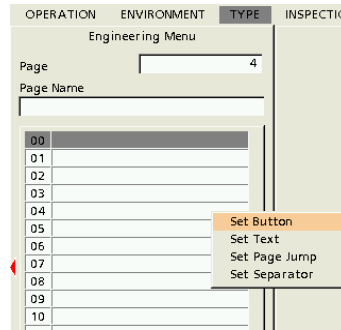 OPERATION ENVIRONMENT TYPE INSPECTI
Engineering Menu
Page 4
Page Name
00
01
02
03
04
05
06
07
08
09
10
Set Button
Set Text
Set Page Jump
Set Separator